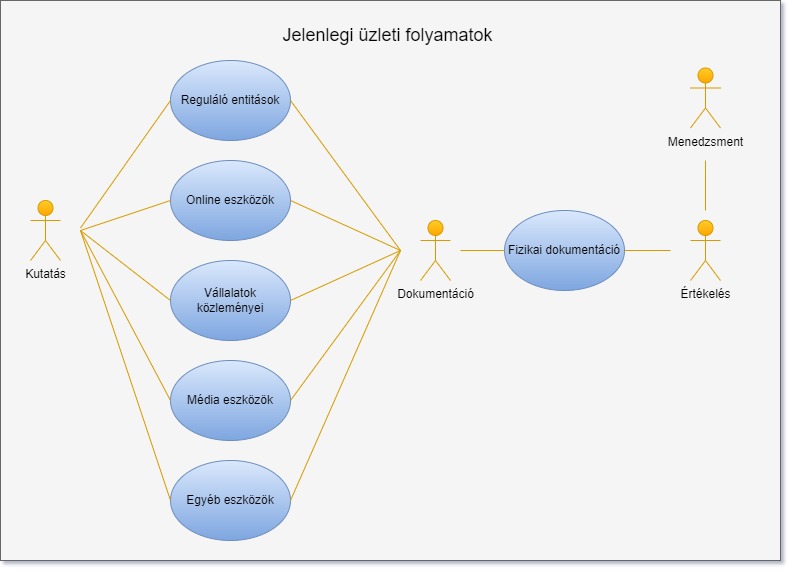 Jelenlegi üzleti folyamatok
Reguláló entitások
Online eszközök
Vállalatok
közleményei
Média eszközök
Egyéb eszközök
Kutatás
Dokumentáció
Fizikai dokumentáció
Menedzsment
Értékelés